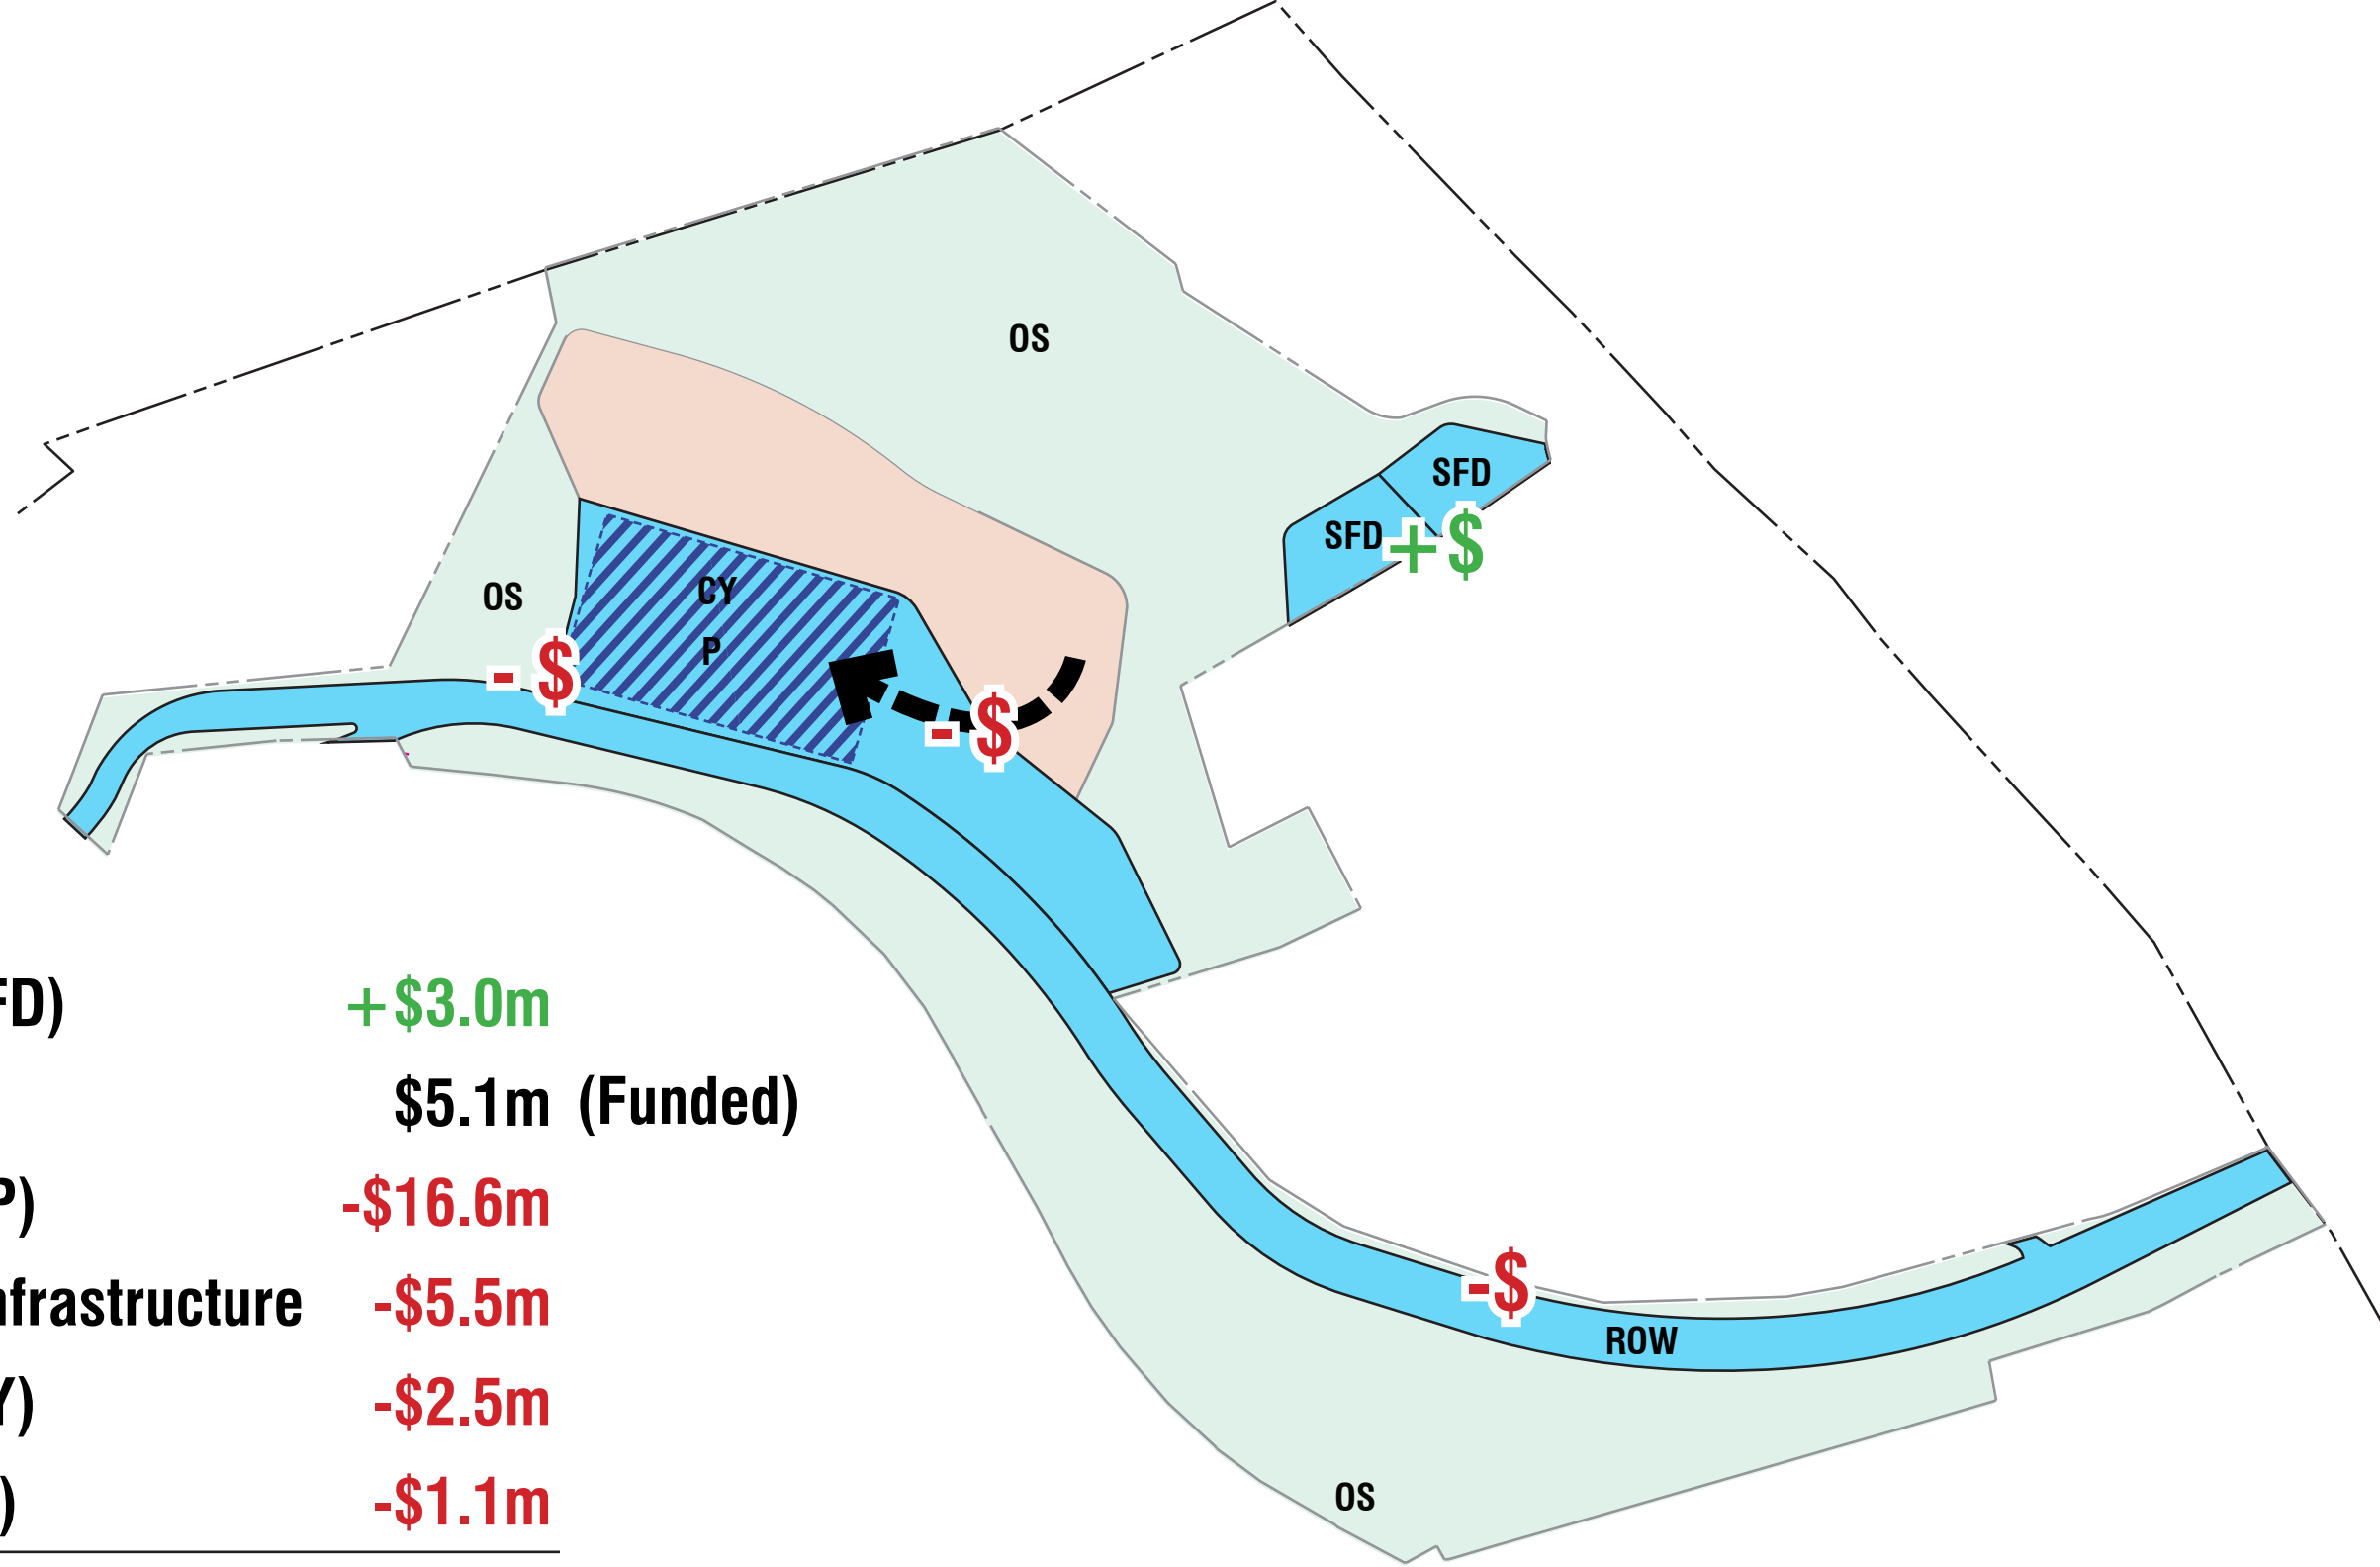 OS
SFD
SFD
+$
CY
OS
P
-$
-$
FD) +$3.0m
$5.1m (Funded)
P) -$16.6m
nfrastructure -$5.5m
-$
ROW
Y) -$2.5m
OS
) -$1.1m